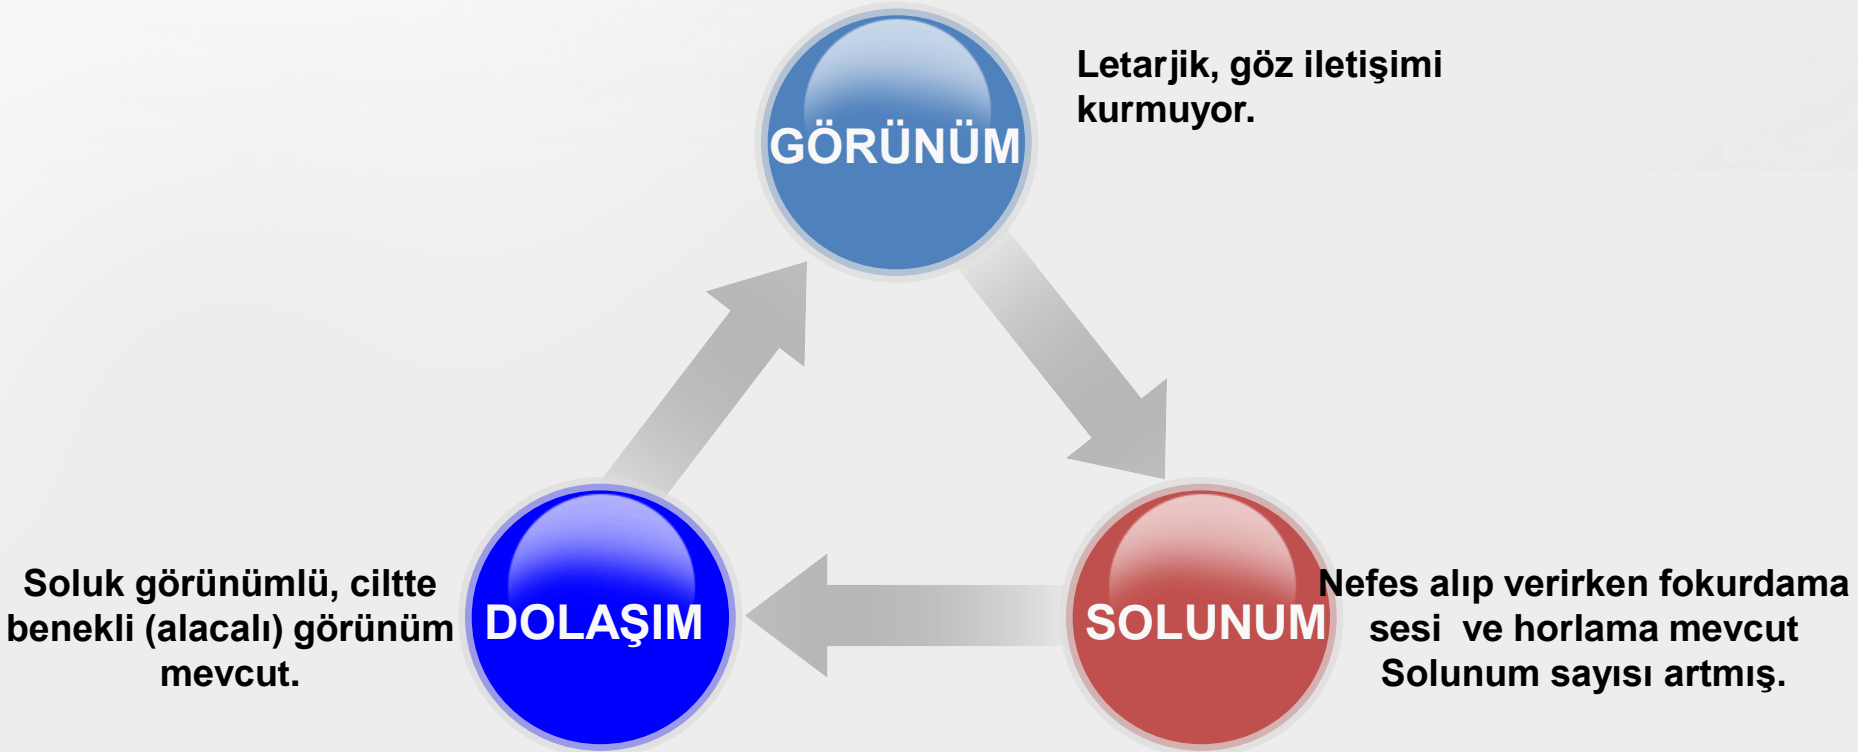 GÖRÜNÜM
Letarjik, göz iletişimi
kurmuyor.
SOLUNUM
Nefes alıp verirken fokurdama
sesi ve horlama mevcut
Solunum sayısı artmış.
DOLAŞIM
Soluk görünümlü, ciltte
benekli (alacalı) görünüm
mevcut.